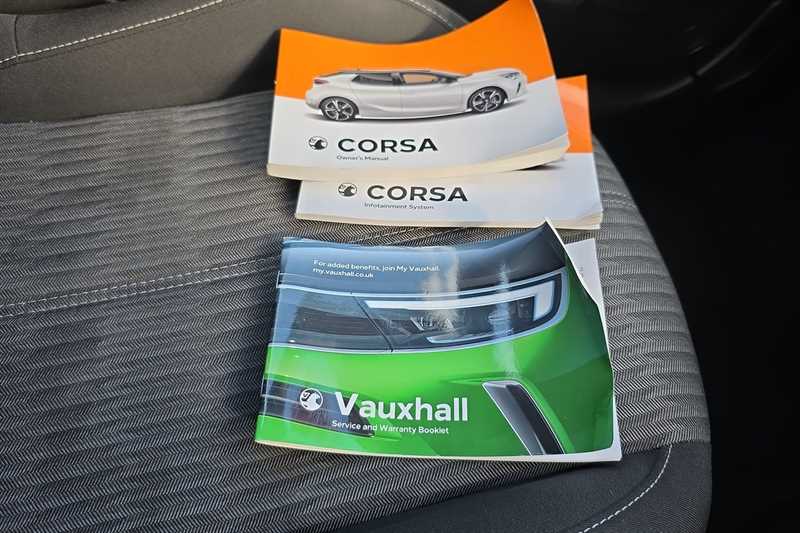 CORSA
Owner's Manual
CORSA
Infotainment System
For added benefits, join My Vauxhall.
my.vauxhall.co.uk
Vauxhall
Service and Warranty Booklet